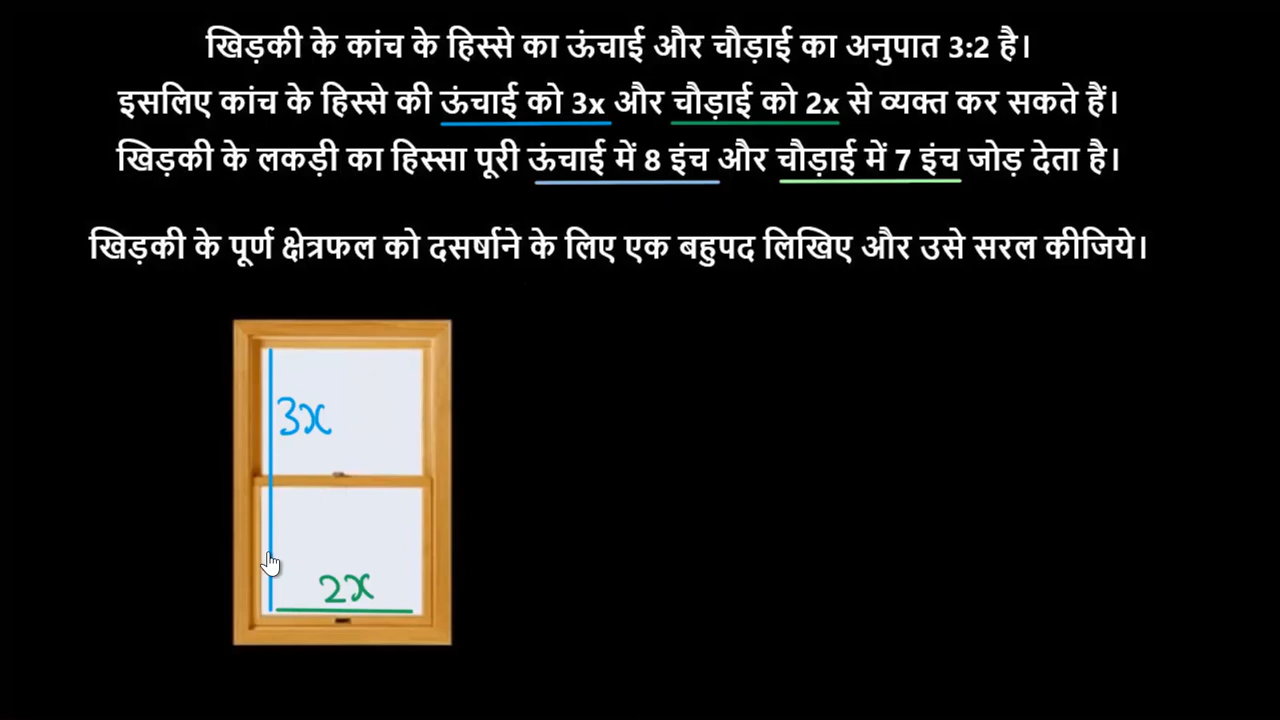 खिड़की के कांच के हिस्से का ऊंचाई और चौड़ाई का अनुपात 3:2 है।
इसलिए कांच के हिस्से की ऊंचाई को 3x और चौड़ाई को 2x से व्यक्त कर सकते हैं।
खिड़की के लकड़ी का हिस्सा पूरी ऊंचाई में 8 इंच और चौड़ाई में 7 इंच जोड़ देता है।
खिड़की के पूर्ण क्षेत्रफल को दसर्षाने के लिए एक बहुपद लिखिए और उसे सरल कीजिये।
3x
2x